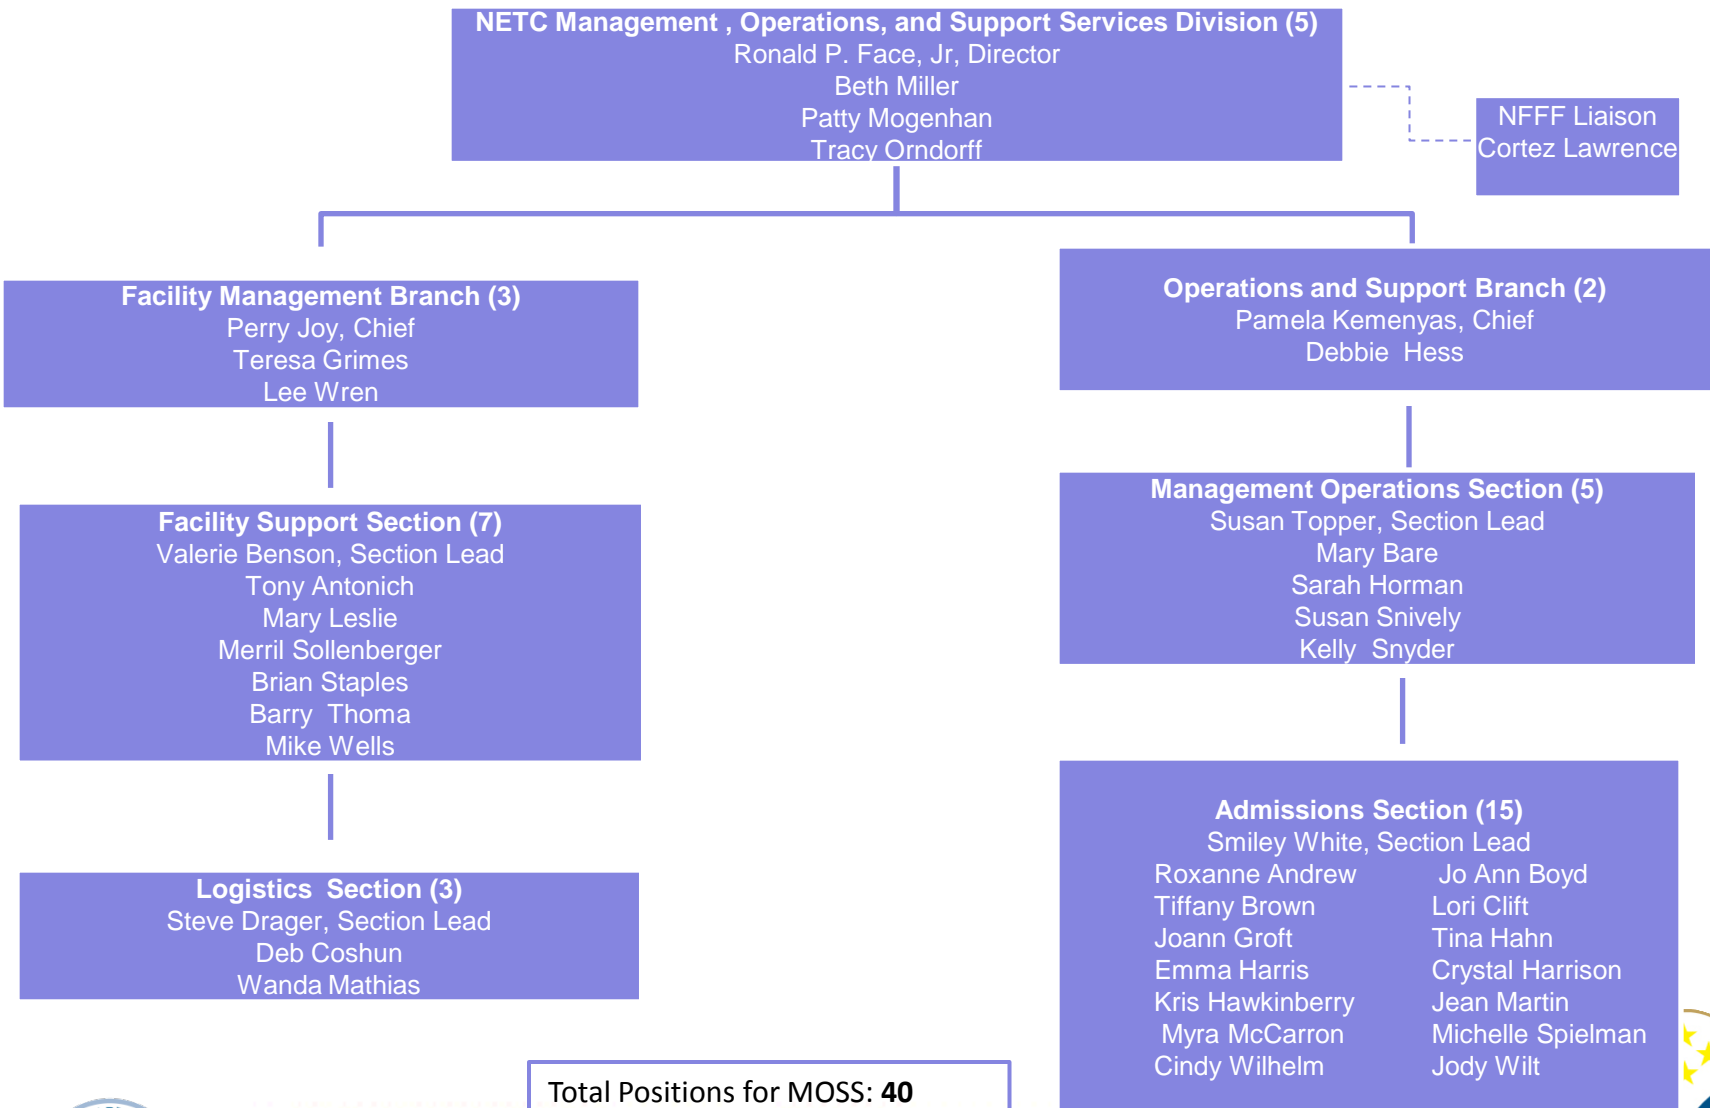 NETC Management , Operations, and Support Services Division (5)
Ronald P. Face, Jr, Director
Beth Miller
Patty Mogenhan
Tracy Orndorff
NFFF Liaison
Cortez Lawrence
Facility Management Branch (3)
Perry Joy, Chief
Teresa Grimes
Lee Wren
Operations and Support Branch (2)
Pamela Kemenyas, Chief
Debbie Hess
Facility Support Section (7)
Valerie Benson, Section Lead
Tony Antonich
Mary Leslie
Merril Sollenberger
Brian Staples
Barry Thoma
Mike Wells
Management Operations Section (5)
Susan Topper, Section Lead
Mary Bare
Sarah Horman
Susan Snively
Kelly Snyder
Logistics Section (3)
Steve Drager, Section Lead
Deb Coshun
Wanda Mathias
Admissions Section (15)
Smiley White, Section Lead
Roxanne Andrew Jo Ann Boyd
Tiffany Brown Lori Clift
Joann Groft Tina Hahn
Emma Harris Crystal Harrison
Kris Hawkinberry Jean Martin
Myra McCarron Michelle Spielman
Cindy Wilhelm Jody Wilt
Total Positions for MOSS: 40